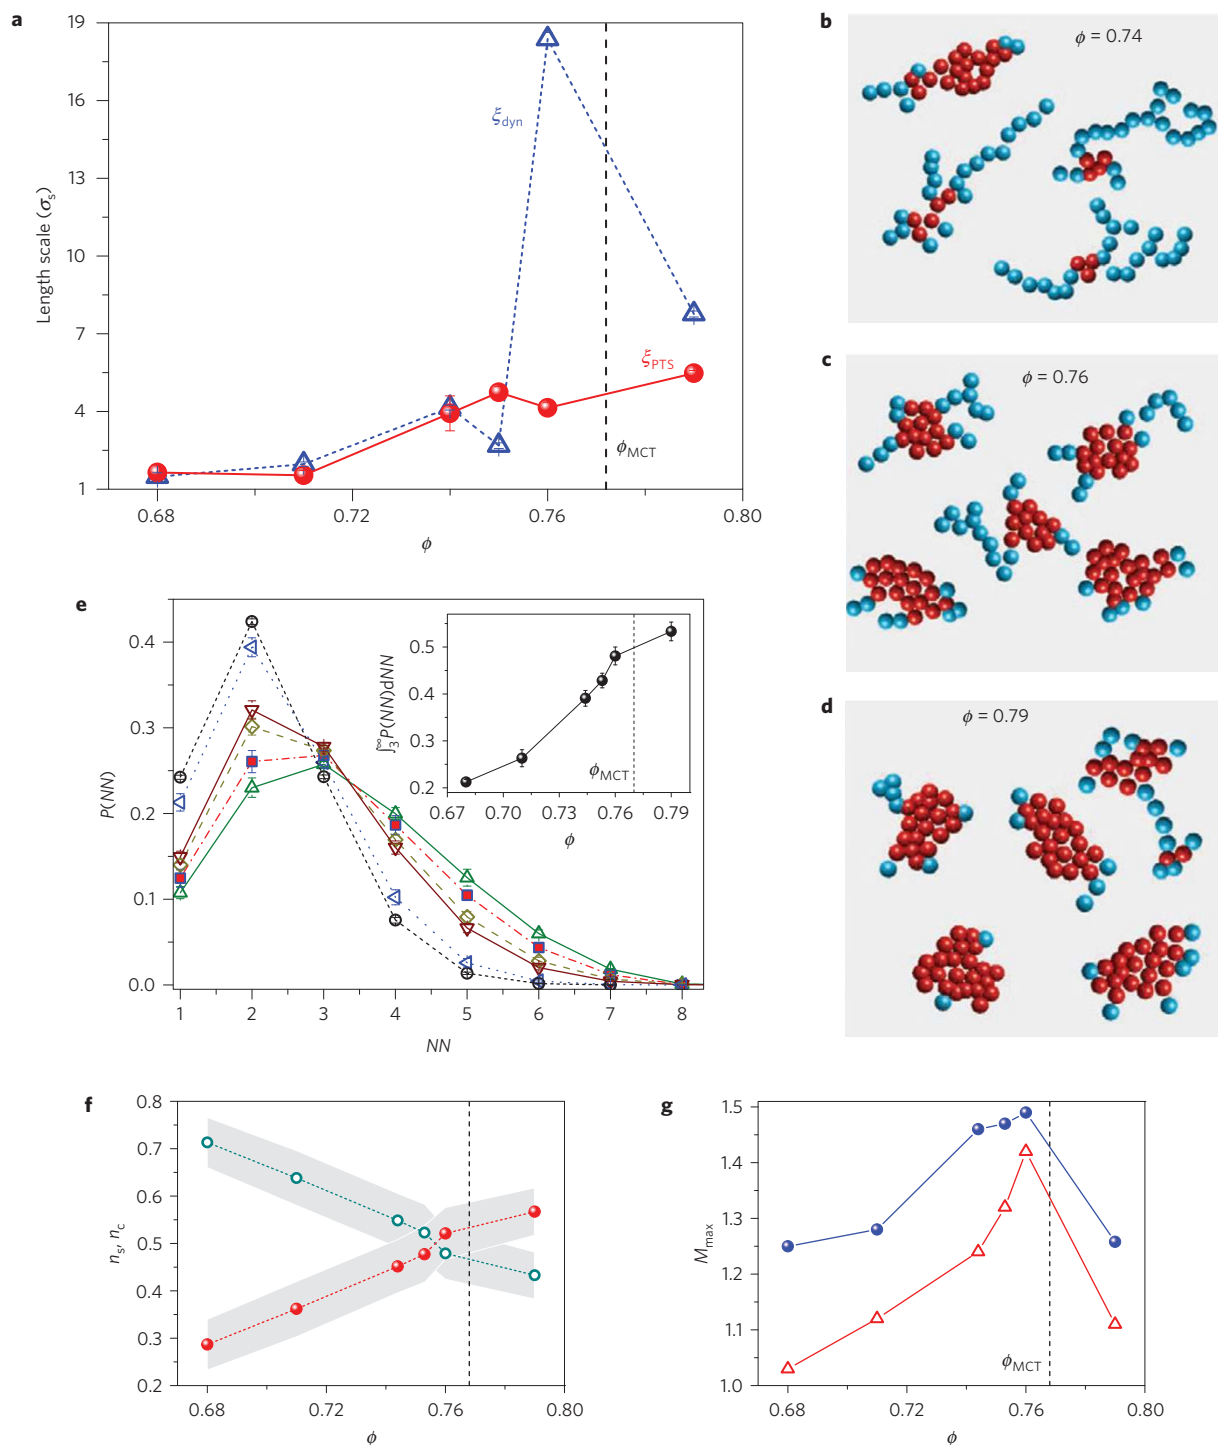 a
19
16
13
10
7
4
1
Length scale (σs)
ξdyn
ξPTS
ϕMCT
0.68
0.72
0.76
0.80
ϕ
b
ϕ = 0.74
c
ϕ = 0.76
d
ϕ = 0.79
e
0.4
0.3
0.2
0.1
0.0
P(NN)
1 2 3 4 5 6 7 8
NN
0.5
0.4
0.3
0.2
∫3∞P(NN)dNN
ϕMCT
0.67 0.70 0.73 0.76 0.79
ϕ
f
0.8
0.7
0.6
0.5
0.4
0.3
0.2
ns, nc
0.68 0.72 0.76 0.80
ϕ
g
1.5
1.4
1.3
1.2
1.1
1.0
Mmax
ϕMCT
0.68 0.72 0.76 0.80
ϕ